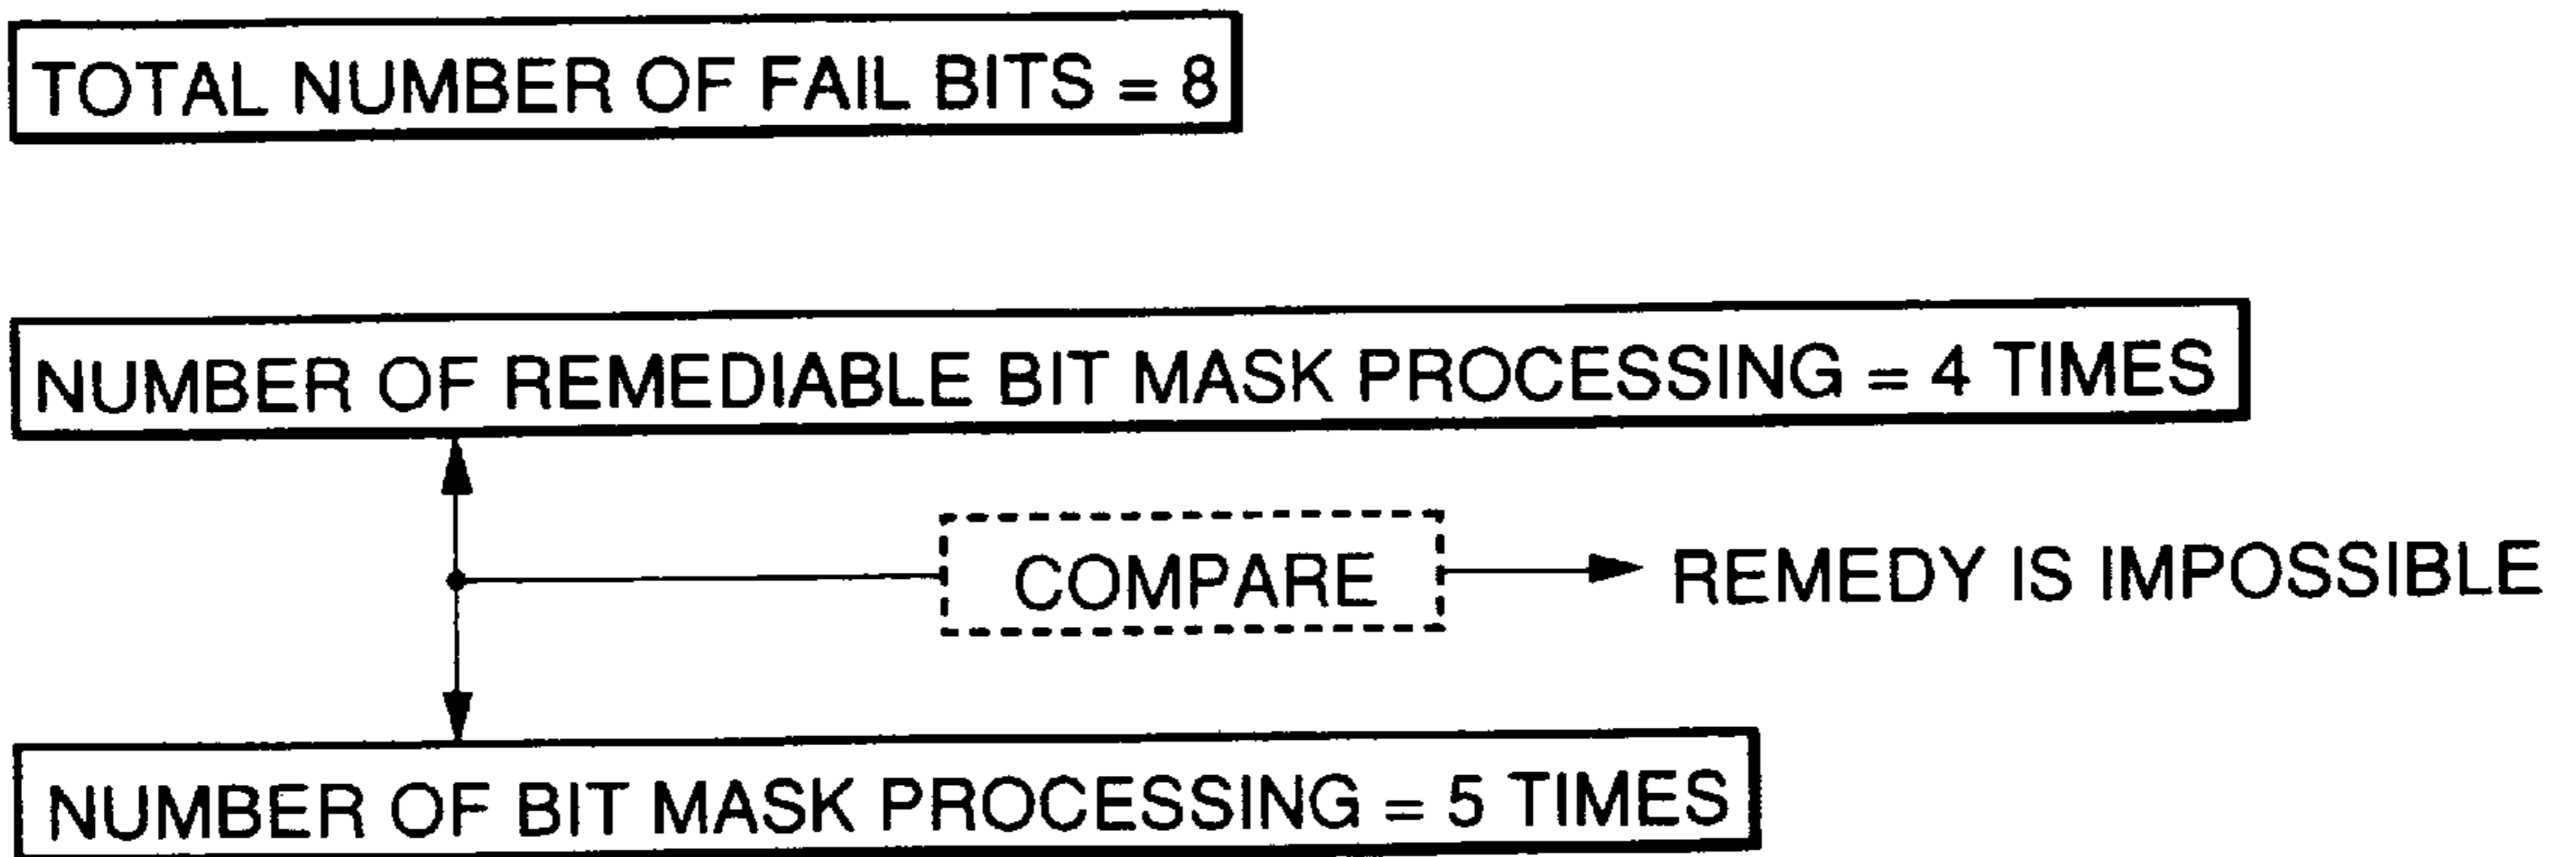 TOTAL NUMBER OF FAIL BITS = 8
NUMBER OF REMEDIABLE BIT MASK PROCESSING = 4 TIMES
COMPARE
REMEDY IS IMPOSSIBLE
NUMBER OF BIT MASK PROCESSING = 5 TIMES